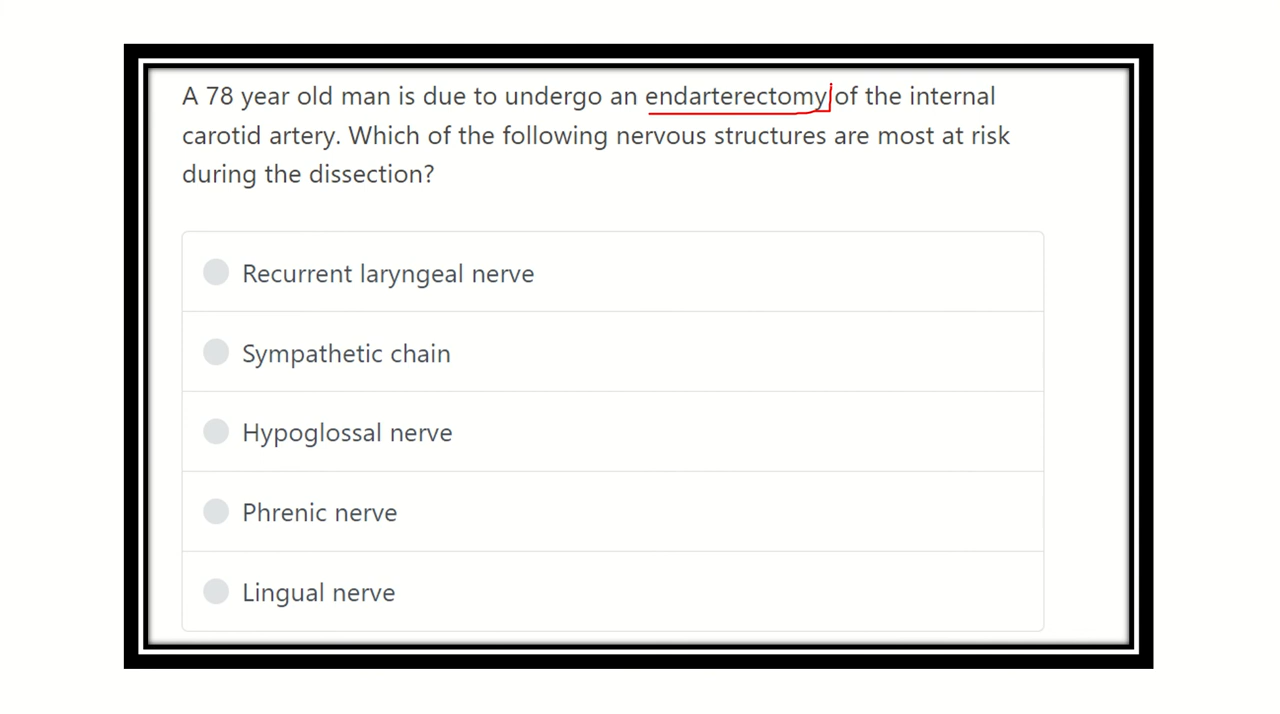 A 78 year old man is due to undergo an endarterectomy of the internal
carotid artery. Which of the following nervous structures are most at risk
during the dissection?
Recurrent laryngeal nerve
Sympathetic chain
Hypoglossal nerve
Phrenic nerve
Lingual nerve